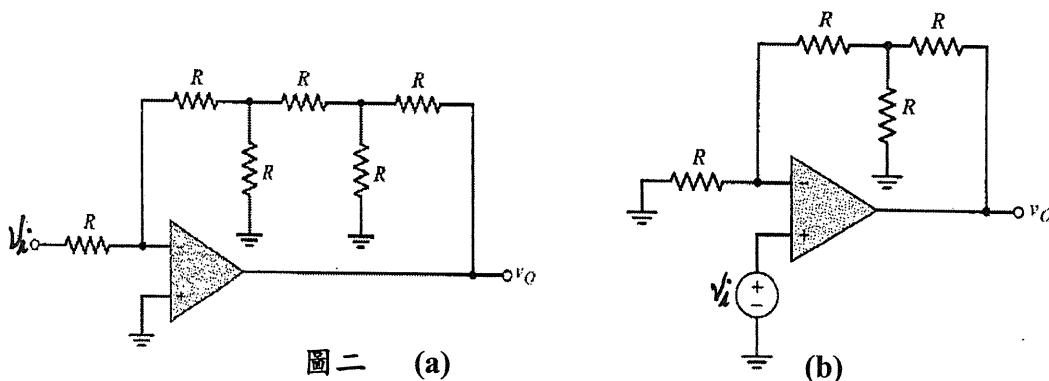 R R
R R R
R
R R
R
− −
+ +
v_i v_O
v_O
v_i + −
圖二 (a) (b)